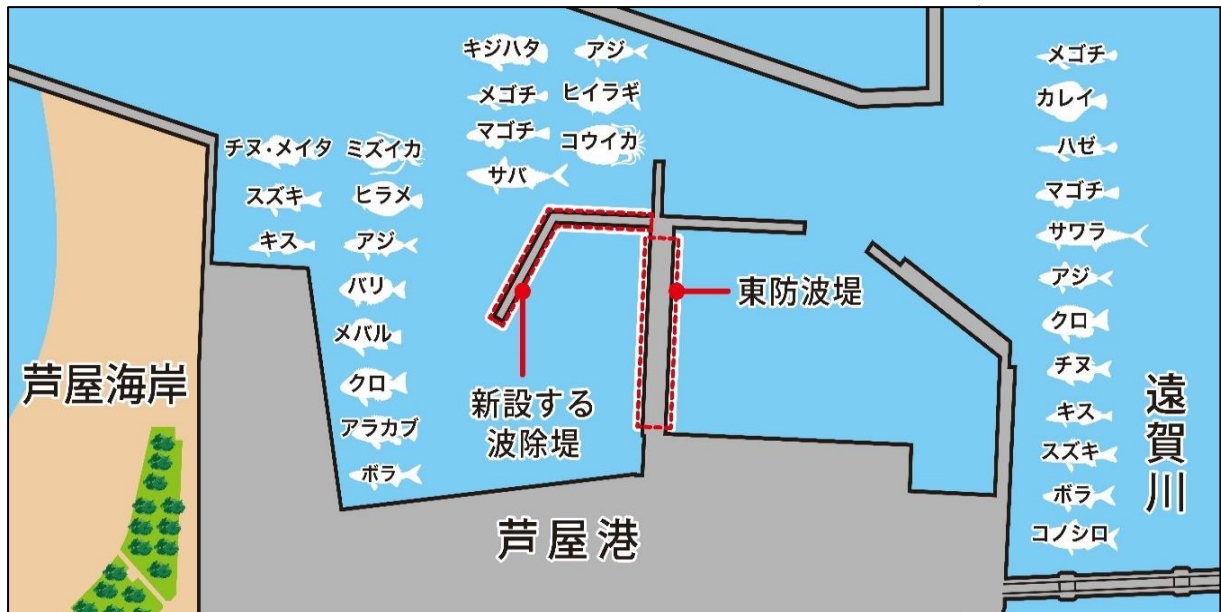 キジハタ
アジ
メゴチ
ヒイラギ
マゴチ
コウイカ
サバ
チヌ・メイタ
ミズイカ
スズキ
ヒラメ
キス
アジ
バリ
メバル
クロ
アラカブ
ボラ
メゴチ
カレイ
ハゼ
マゴチ
サワラ
アジ
クロ
チヌ
キス
スズキ
ボラ
コノシロ
東防波堤
新設する
波除堤
芦屋海岸
芦屋港
遠賀川